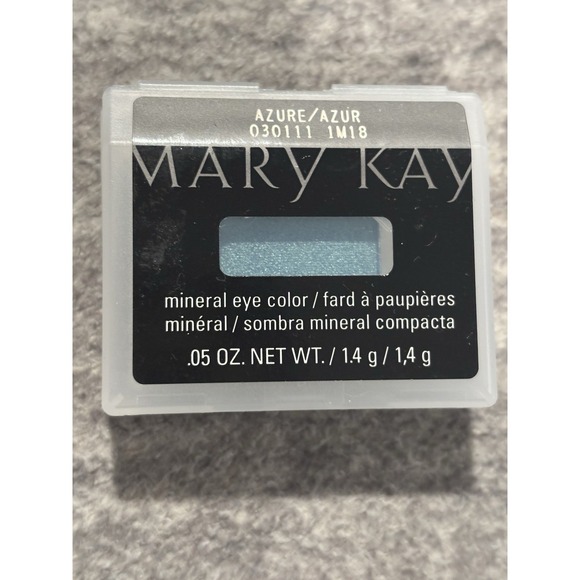 AZURE/AZUR
030111 1M18
MARY KAY
mineral eye color / fard à paupières
minéral / sombra mineral compacta
.05 OZ. NET WT. / 1.4 g / 1,4 g